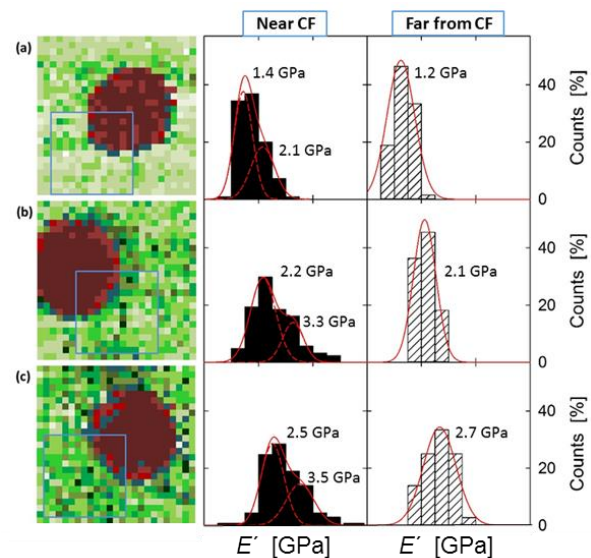 Near CF
Far from CF
(a)
1.4 GPa
2.1 GPa
1.2 GPa
40
20
0
Counts [%]
(b)
2.2 GPa
3.3 GPa
2.1 GPa
40
20
0
Counts [%]
(c)
2.5 GPa
3.5 GPa
2.7 GPa
40
20
0
Counts [%]
E´ [GPa]
E´ [GPa]